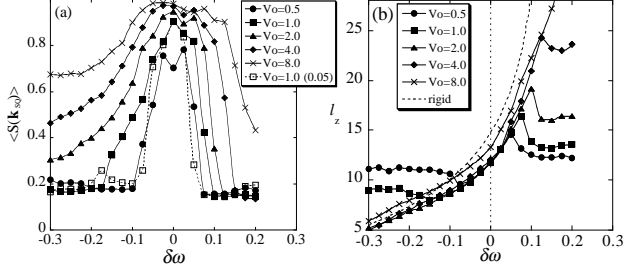 (a)
<S(k_sq)>
0.8
0.6
0.4
0.2
0
-0.3 -0.2 -0.1 0 0.1 0.2 0.3
δω
Vo=0.5
Vo=1.0
Vo=2.0
Vo=4.0
Vo=8.0
Vo=1.0 (0.05)
(b)
l_z
25
20
15
10
5
-0.3 -0.2 -0.1 0 0.1 0.2 0.3
δω
Vo=0.5
Vo=1.0
Vo=2.0
Vo=4.0
Vo=8.0
rigid